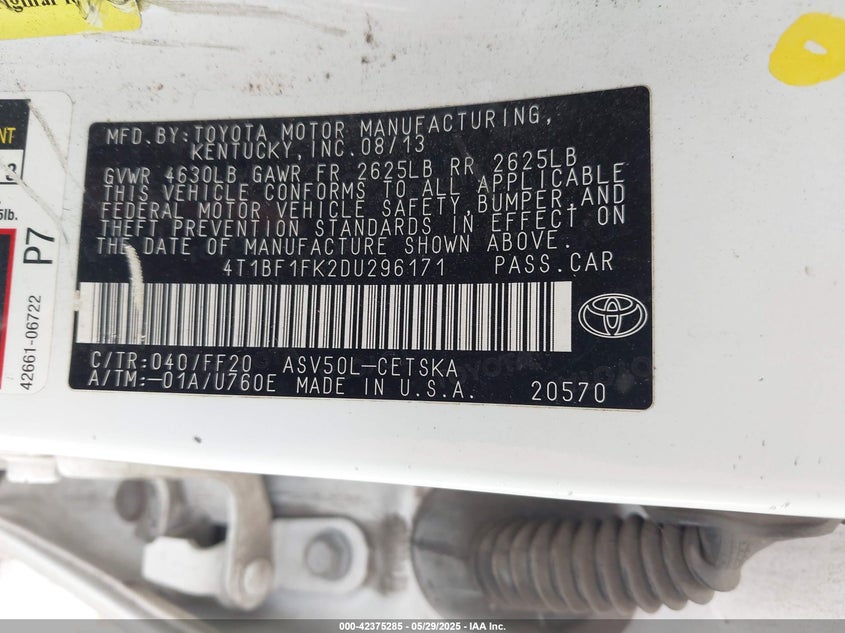 MFD.BY:TOYOTA MOTOR MANUFACTURING,
KENTUCKY,INC.08/13
GVWR 4630LB GAWR FR 2625LB RR 2625LB
THIS VEHICLE CONFORMS TO ALL APPLICABLE
FEDERAL MOTOR VEHICLE SAFETY,BUMPER,AND
THEFT PREVENTION STANDARDS IN EFFECT ON
THE DATE OF MANUFACTURE SHOWN ABOVE.
4T1BF1FK2DU296171 PASS.CAR
C/TR:040/FF20 ASV50L-CETSKA
A/TM:-01A/U760E MADE IN U.S.A. 20570
P7
42661-06722
000-42375285 - 05/29/2025 - IAA Inc.